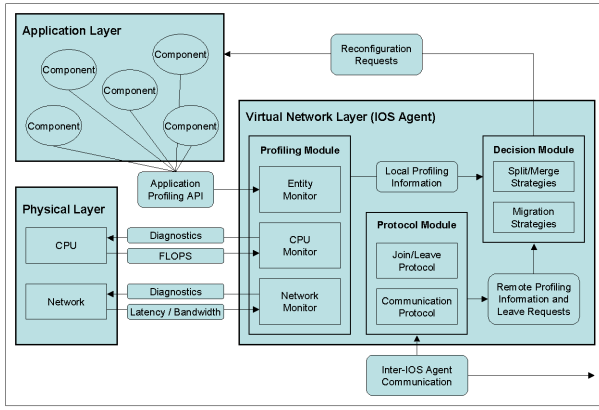 Application Layer
Component
Component
Component
Component
Component
Reconfiguration
Requests
Virtual Network Layer (IOS Agent)
Profiling Module
Entity
Monitor
CPU
Monitor
Network
Monitor
Application
Profiling API
Local Profiling
Information
Decision Module
Split/Merge
Strategies
Migration
Strategies
Physical Layer
CPU
Network
Diagnostics
FLOPS
Diagnostics
Latency / Bandwidth
Protocol Module
Join/Leave
Protocol
Communication
Protocol
Remote Profiling
Information and
Leave Requests
Inter-IOS Agent
Communication